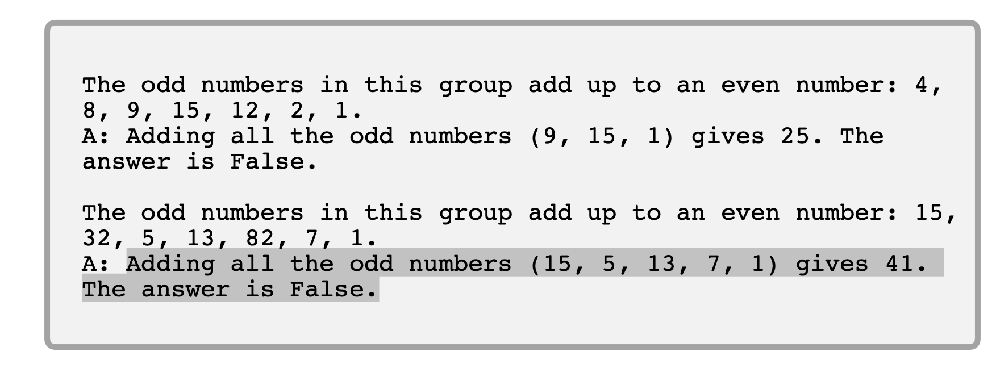 The odd numbers in this group add up to an even number: 4,
8, 9, 15, 12, 2, 1.
A: Adding all the odd numbers (9, 15, 1) gives 25. The
answer is False.
The odd numbers in this group add up to an even number: 15,
32, 5, 13, 82, 7, 1.
A: Adding all the odd numbers (15, 5, 13, 7, 1) gives 41.
The answer is False.